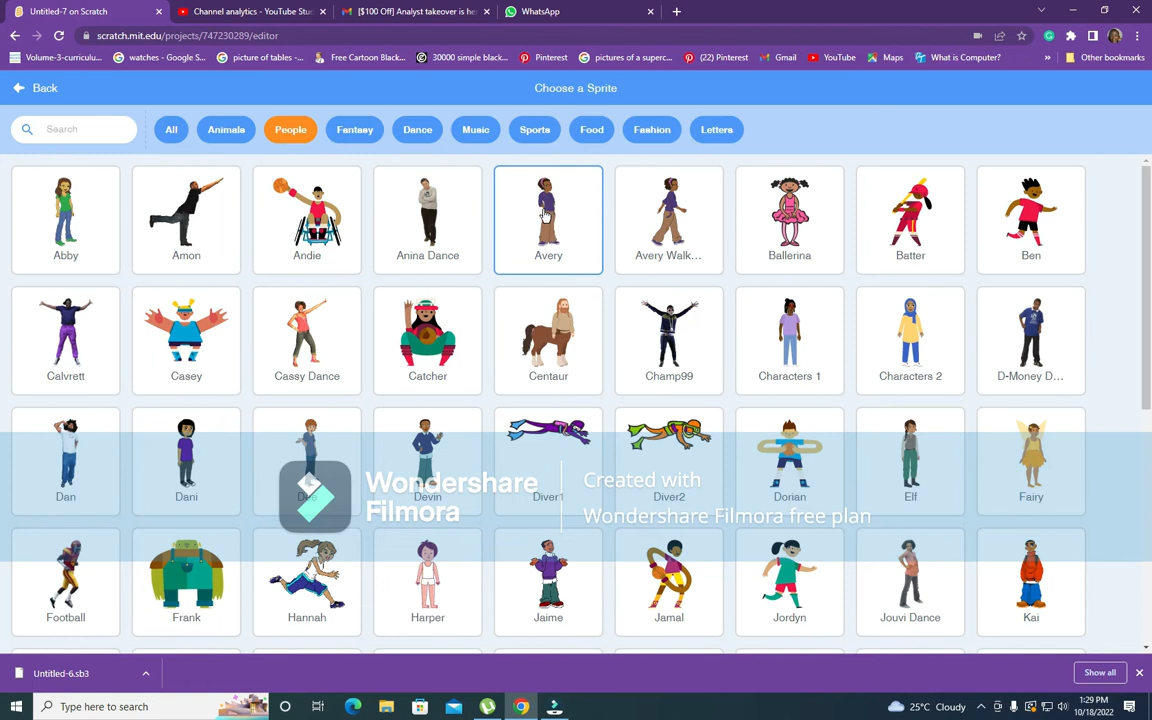 Untitled-7 on Scratch
Channel analytics - YouTube Stu
[$100 Off] Analyst takeover is he
WhatsApp
scratch.mit.edu/projects/747230289/editor
Volume-3-curriculu...
watches - Google S...
picture of tables -...
Free Cartoon Black...
30000 simple black...
Pinterest
pictures of a superc...
(22) Pinterest
Gmail
YouTube
Maps
What is Computer?
»
Other bookmarks
Back
Choose a Sprite
Search
All
Animals
People
Fantasy
Dance
Music
Sports
Food
Fashion
Letters
Abby
Amon
Andie
Anina Dance
Avery
Avery Walk...
Ballerina
Batter
Ben
Calvrett
Casey
Cassy Dance
Catcher
Centaur
Champ99
Characters 1
Characters 2
D-Money D...
Dan
Dani
Dee
Devin
Diver1
Diver2
Dorian
Elf
Fairy
Wondershare
Filmora
Created with
Wondershare Filmora free plan
Football
Frank
Hannah
Harper
Jaime
Jamal
Jordyn
Jouvi Dance
Kai
Untitled-6.sb3
Show all
Type here to search
25°C Cloudy
1:29 PM
10/18/2022